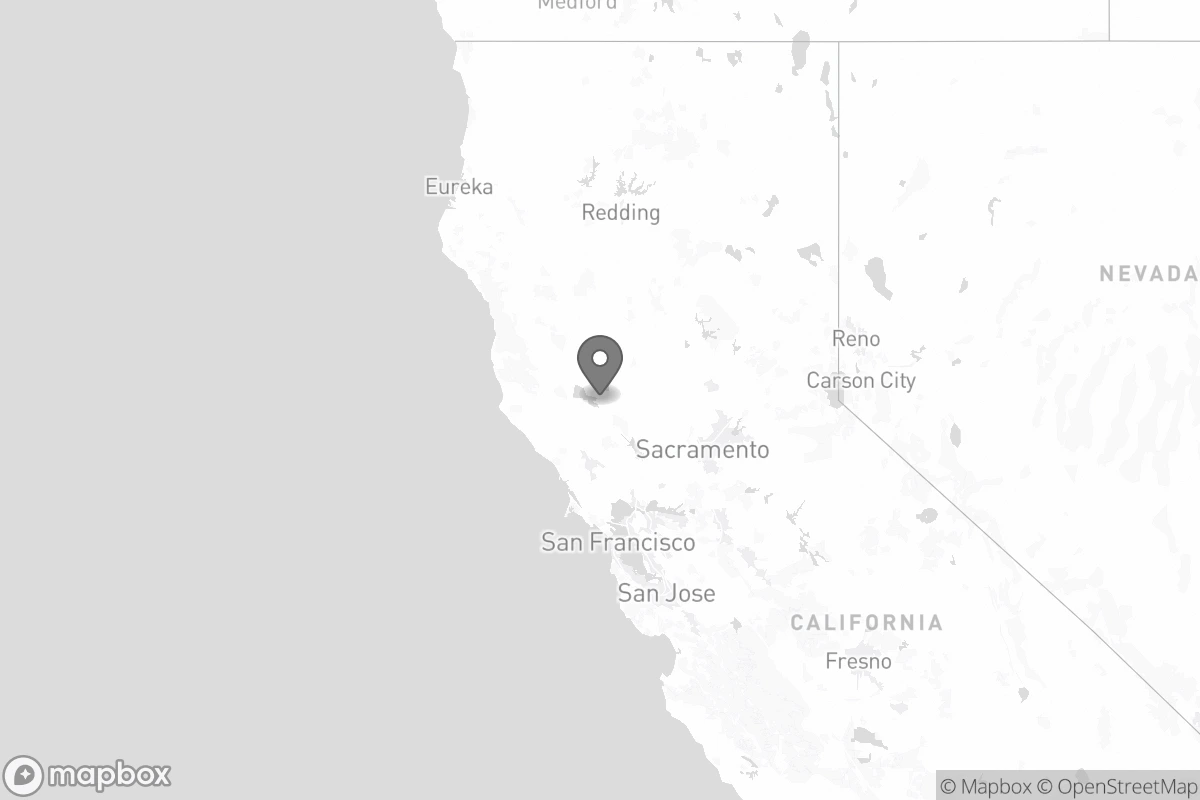 Medford
Eureka
Redding
NEVADA
Reno
Carson City
Sacramento
San Francisco
San Jose
CALIFORNIA
Fresno
mapbox
© Mapbox © OpenStreetMap